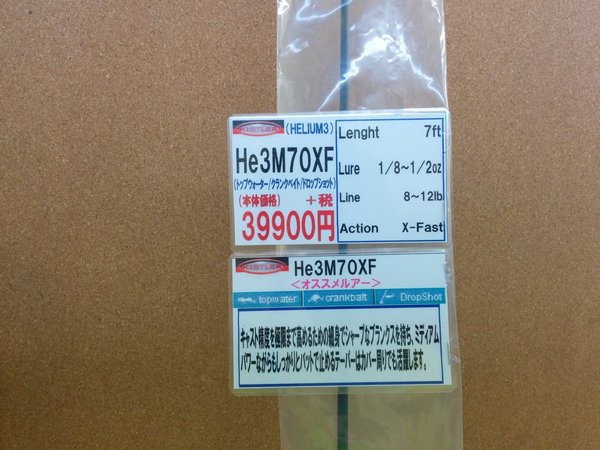 KISTLER (HELIUM3)
He3M70XF
(トップウォーター/クランクベイト/ドロップショット)
(本体価格) +税
39900円
Lenght 7ft
Lure 1/8~1/2oz
Line 8~12lb
Action X-Fast
KISTLER He3M70XF
<オススメルアー>
topwater crankbait DropShot
キャスト精度を極限まで高めるための細身でシャープなブランクスを持ち、ミディアム
パワーながらもしっかりとバットで止めるテーパーはカバー周りでも活躍します。